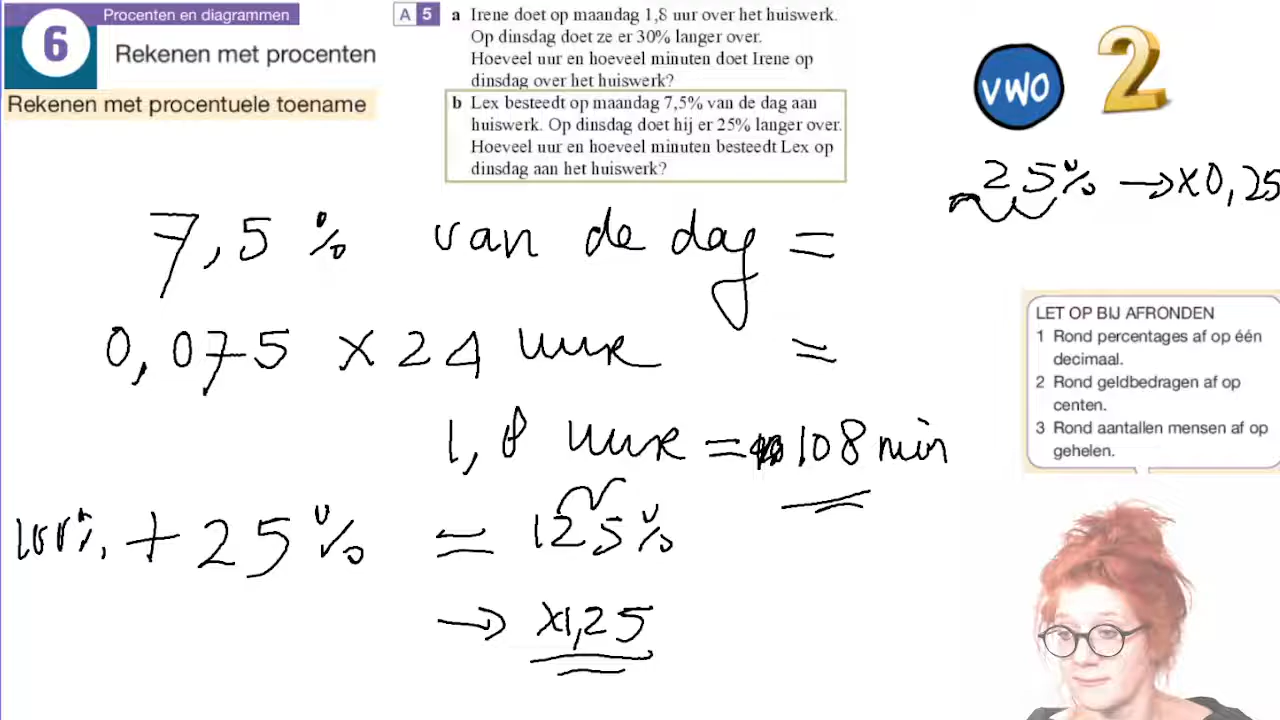 Procenten en diagrammen
6
Rekenen met procenten
Rekenen met procentuele toename
A 5
a Irene doet op maandag 1,8 uur over het huiswerk.
Op dinsdag doet ze er 30% langer over.
Hoeveel uur en hoeveel minuten doet Irene op
dinsdag over het huiswerk?
b Lex besteedt op maandag 7,5% van de dag aan
huiswerk. Op dinsdag doet hij er 25% langer over.
Hoeveel uur en hoeveel minuten besteedt Lex op
dinsdag aan het huiswerk?
VWO 2
25% → x0,25
7,5% van de dag =
0,075 x 24 uur =
1,8 uur = 108 min
100% + 25% = 125%
→ x1,25
LET OP BIJ AFRONDEN
1 Rond percentages af op één
decimaal.
2 Rond geldbedragen af op
centen.
3 Rond aantallen mensen af op
gehelen.